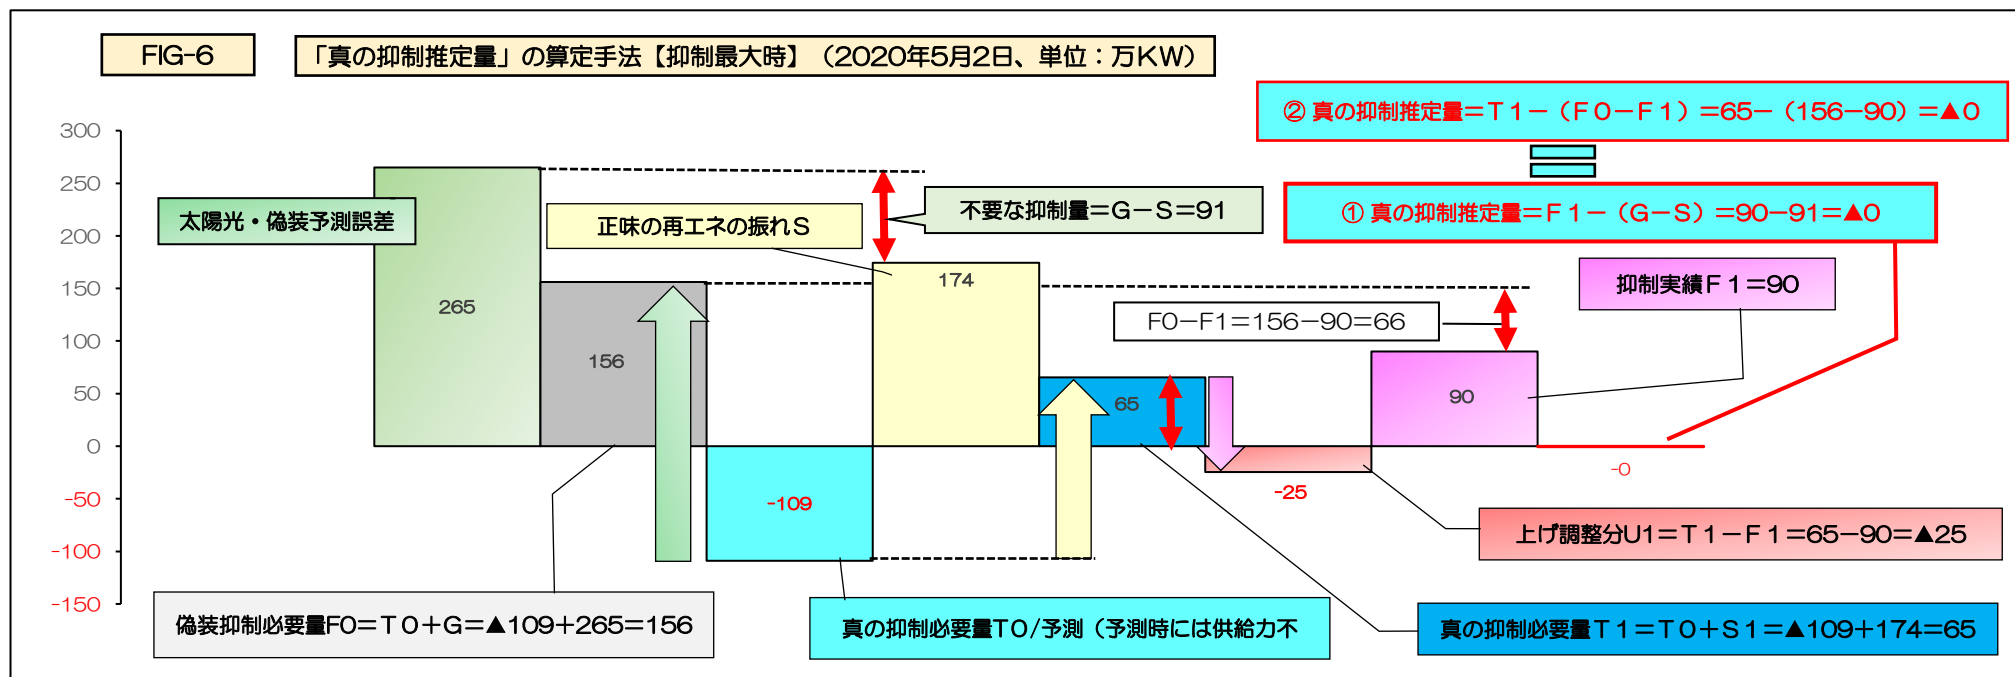 FIG-6
「真の抑制推定量」の算定手法【抑制最大時】（2020年5月2日、単位：万KW）
② 真の抑制推定量＝Ｔ１－（Ｆ０－Ｆ１）＝65－（156－90）＝▲0
① 真の抑制推定量＝Ｆ１－（Ｇ－Ｓ）＝90－91＝▲0
300
250
200
150
100
50
0
-50
-100
-150
太陽光・偽装予測誤差
正味の再エネの振れＳ
不要な抑制量＝Ｇ－Ｓ＝91
抑制実績Ｆ１＝90
F0－F1＝156－90＝66
265
156
-109
174
65
-25
90
-0
上げ調整分U1＝Ｔ１－Ｆ１＝65－90＝▲25
偽装抑制必要量F0＝Ｔ０＋Ｇ＝▲109＋265＝156
真の抑制必要量T０/予測（予測時には供給力不
真の抑制必要量Ｔ１＝Ｔ０＋Ｓ１＝▲109＋174＝65